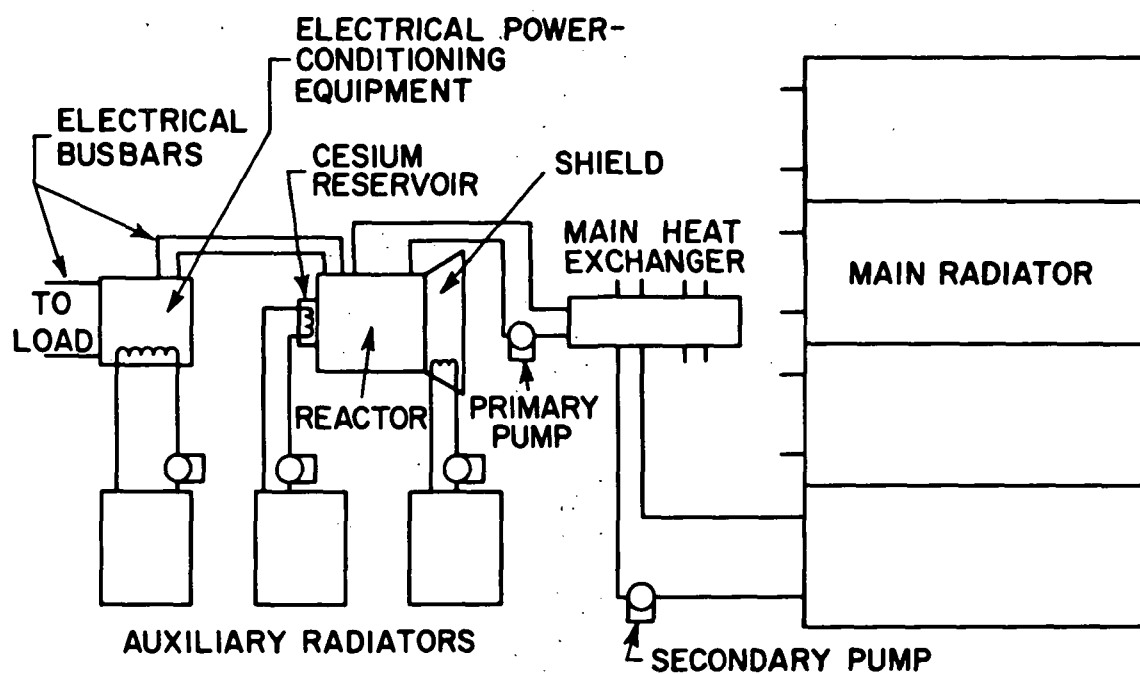 ELECTRICAL POWER-
CONDITIONING
EQUIPMENT
ELECTRICAL
BUSBARS
CESIUM
RESERVOIR
SHIELD
MAIN HEAT
EXCHANGER
MAIN RADIATOR
TO
LOAD
REACTOR
PRIMARY
PUMP
AUXILIARY RADIATORS
SECONDARY PUMP